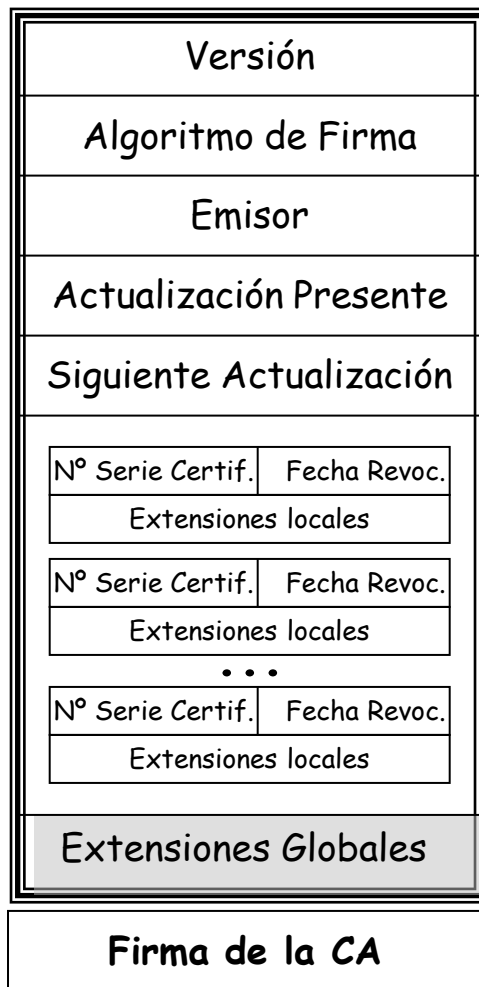 Versión
Algoritmo de Firma
Emisor
Actualización Presente
Siguiente Actualización
Nº Serie Certif. Fecha Revoc.
Extensiones locales
Nº Serie Certif. Fecha Revoc.
Extensiones locales
...
Nº Serie Certif. Fecha Revoc.
Extensiones locales
Extensiones Globales
Firma de la CA